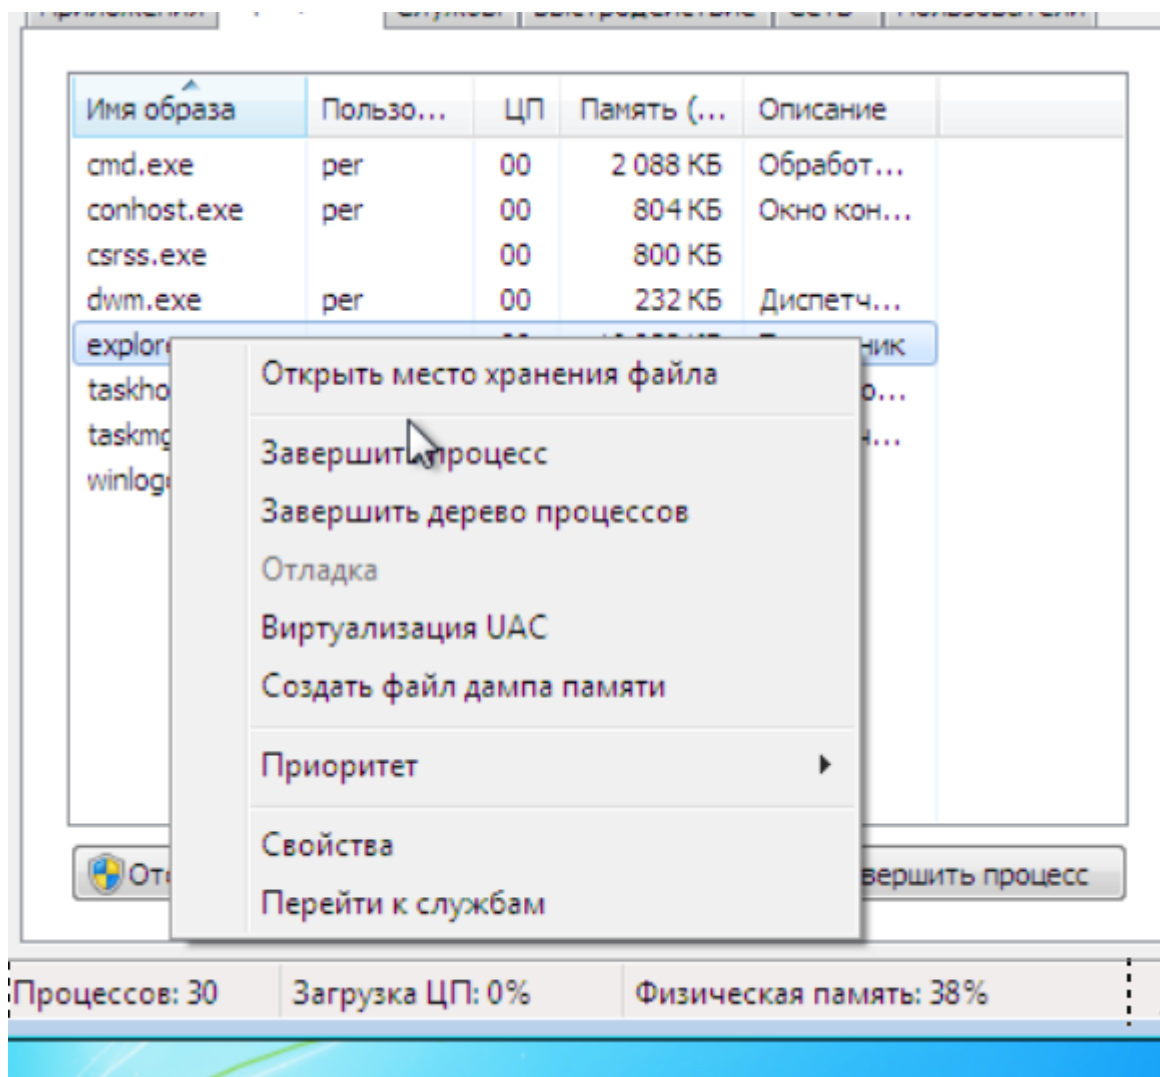 Имя образа Пользо... ЦП Память (... Описание
cmd.exe per 00 2 088 КБ Обработ...
conhost.exe per 00 804 КБ Окно кон...
csrss.exe 00 800 КБ
dwm.exe per 00 232 КБ Диспетч...
Открыть место хранения файла
Завершить процесс
Завершить дерево процессов
Отладка
Виртуализация UAC
Создать файл дампа памяти
Приоритет
Свойства
Перейти к службам
Процессов: 30 Загрузка ЦП: 0% Физическая память: 38%